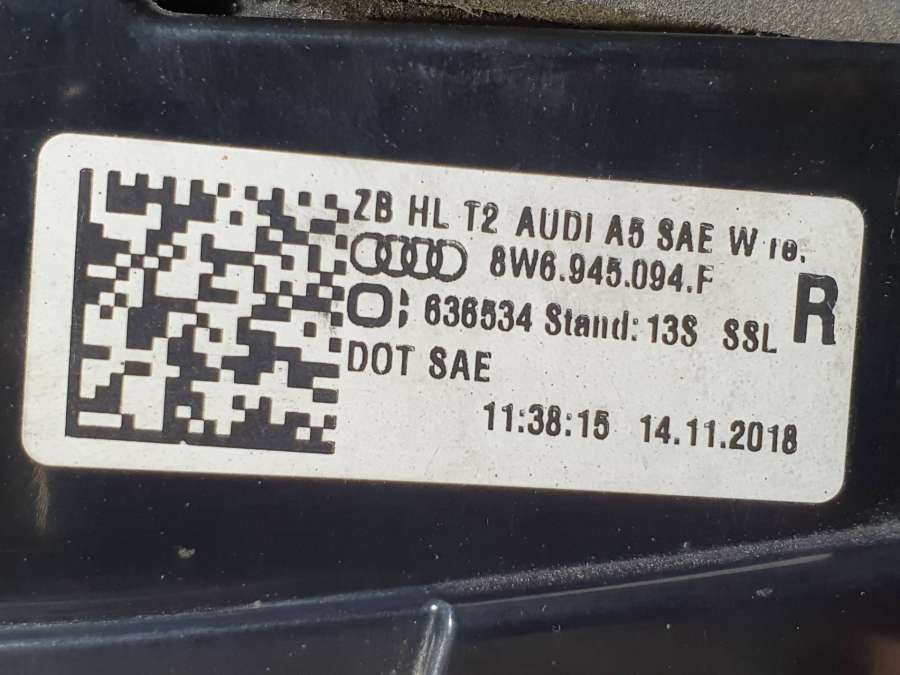 ZB HL T2 AUDI A5 SAE W re.
8W6.945.094.F
R
636534 Stand: 13S SSL
DOT SAE
11:38:15 14.11.2018